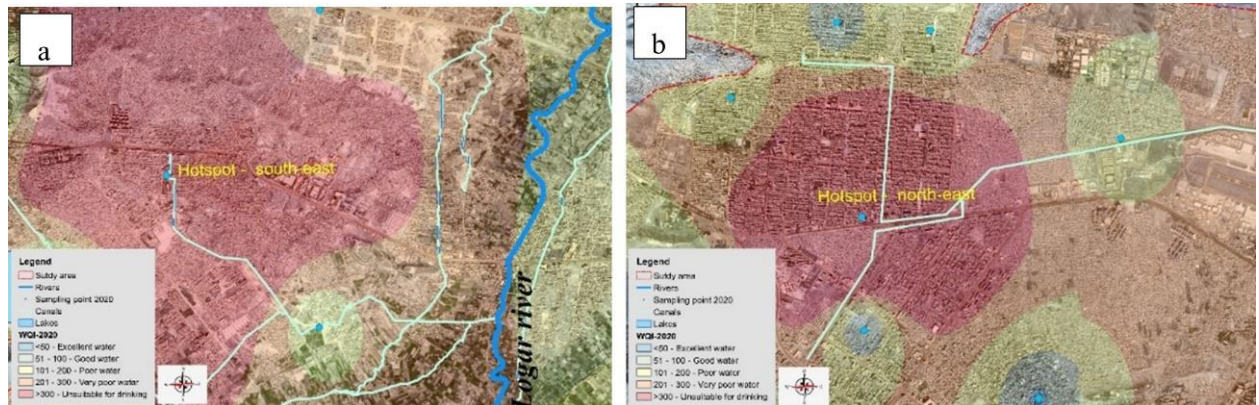 a
Hotspot - south-east
Logar river
Legend
Sutdy area
Rivers
Sampling point 2020
Canals
Lakes
WQI-2020
<50 - Excellent water
51 - 100 - Good water
101 - 200 - Poor water
201 - 300 - Very poor water
>300 - Unsuitable for drinking
b
Hotspot - north-east
Legend
Sutdy area
Rivers
Sampling point 2020
Canals
Lakes
WQI-2020
<50 - Excellent water
51 - 100 - Good water
101 - 200 - Poor water
201 - 300 - Very poor water
>300 - Unsuitable for drinking